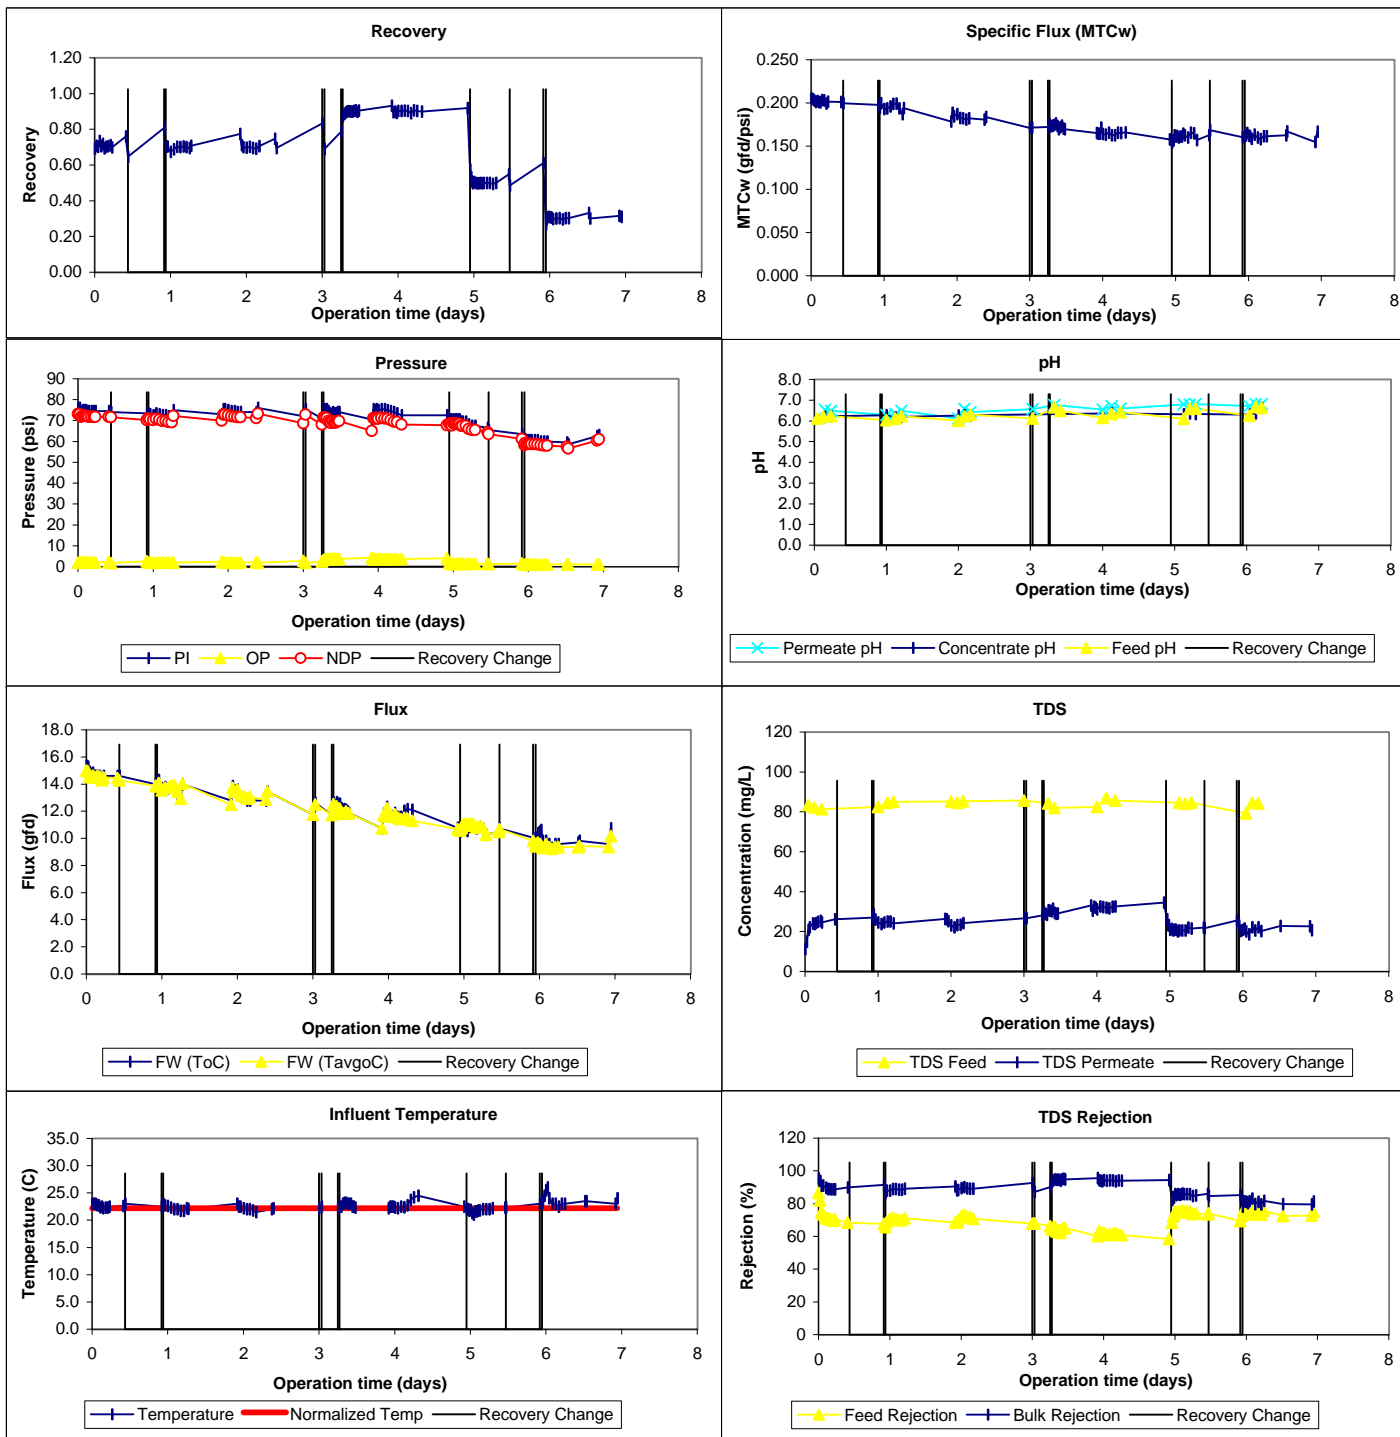 Recovery
1.20
1.00
0.80
0.60
0.40
0.20
0.00
Recovery
0 1 2 3 4 5 6 7 8
Operation time (days)
Specific Flux (MTCw)
0.250
0.200
0.150
0.100
0.050
0.000
MTCw (gfd/psi)
0 1 2 3 4 5 6 7 8
Operation time (days)
Pressure
90
80
70
60
50
40
30
20
10
0
Pressure (psi)
0 1 2 3 4 5 6 7 8
Operation time (days)
PI OP NDP Recovery Change
pH
8.0
7.0
6.0
5.0
4.0
3.0
2.0
1.0
0.0
pH
0 1 2 3 4 5 6 7 8
Operation time (days)
Permeate pH Concentrate pH Feed pH Recovery Change
Flux
18.0
16.0
14.0
12.0
10.0
8.0
6.0
4.0
2.0
0.0
Flux (gfd)
0 1 2 3 4 5 6 7 8
Operation time (days)
FW (ToC) FW (TavgoC) Recovery Change
TDS
120
100
80
60
40
20
0
Concentration (mg/L)
0 1 2 3 4 5 6 7 8
Operation time (days)
TDS Feed TDS Permeate Recovery Change
Influent Temperature
35.0
30.0
25.0
20.0
15.0
10.0
5.0
0.0
Temperature (C)
0 1 2 3 4 5 6 7 8
Operation time (days)
Temperature Normalized Temp Recovery Change
TDS Rejection
120
100
80
60
40
20
0
Rejection (%)
0 1 2 3 4 5 6 7 8
Operation time (days)
Feed Rejection Bulk Rejection Recovery Change